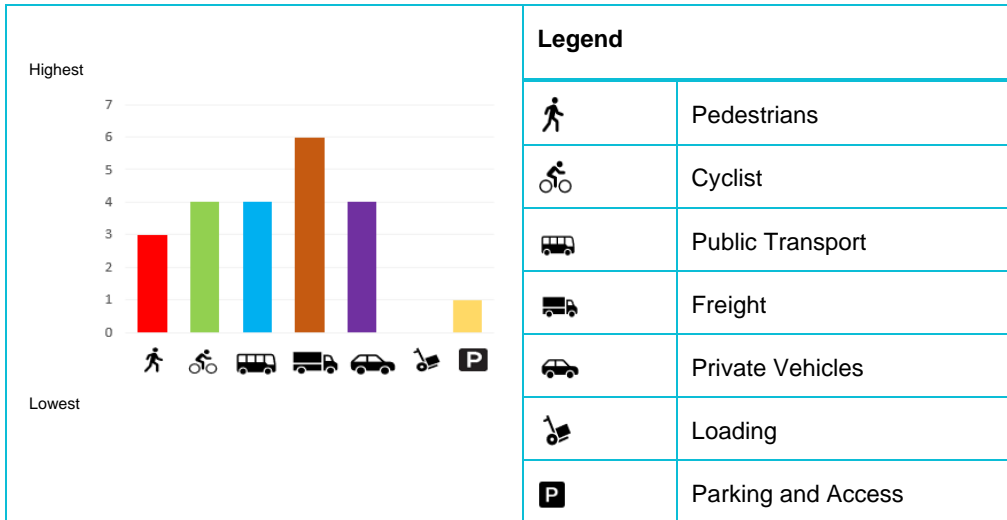 Highest
7
6
5
4
3
2
1
0
P
Lowest
Legend
Pedestrians
Cyclist
Public Transport
Freight
Private Vehicles
Loading
P Parking and Access